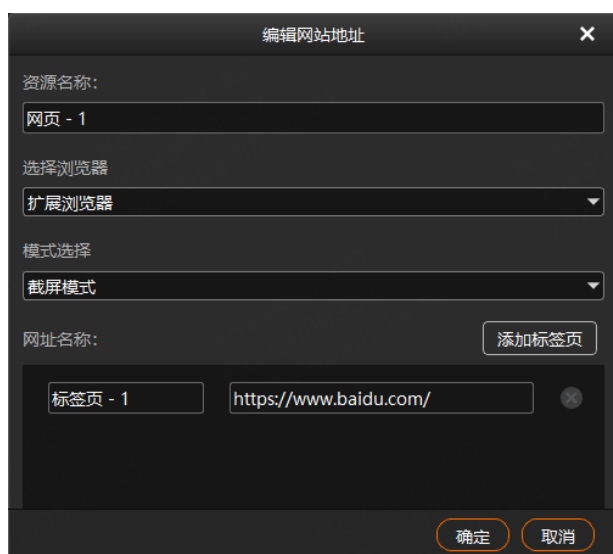 编辑网站地址
资源名称：
网页 - 1
选择浏览器
扩展浏览器
模式选择
截屏模式
网址名称： 添加标签页
标签页 - 1 https://www.baidu.com/
确定 取消